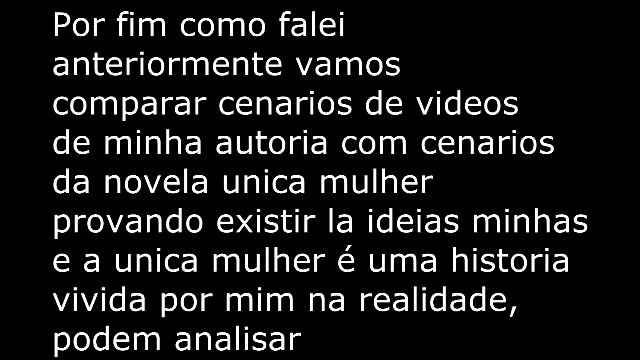 Por fim como falei
anteriormente vamos
comparar cenarios de videos
de minha autoria com cenarios
da novela unica mulher
provando existir la ideias minhas
e a unica mulher é uma historia
vivida por mim na realidade,
podem analisar